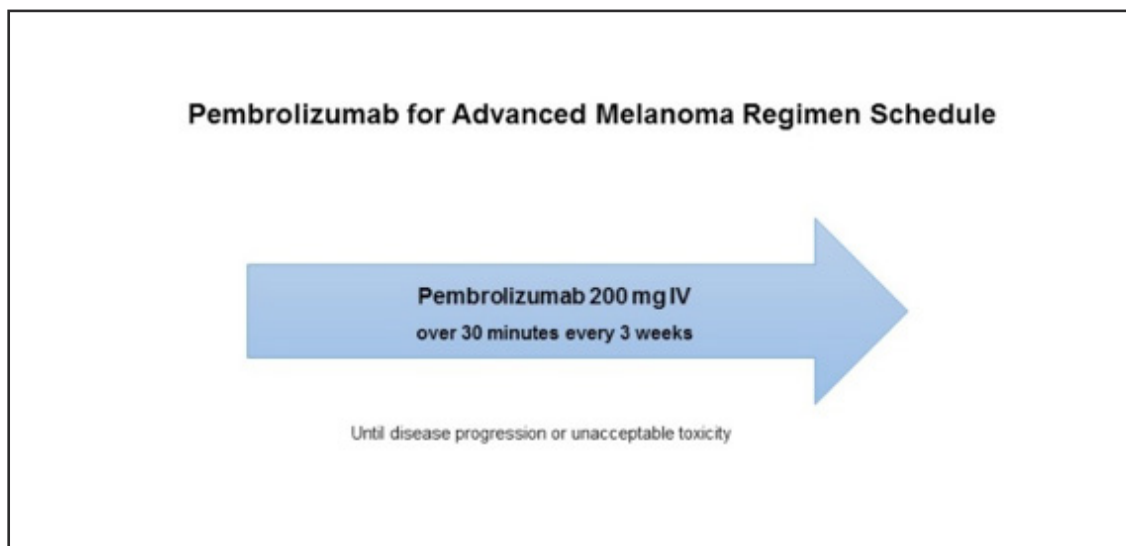 Pembrolizumab for Advanced Melanoma Regimen Schedule
Pembrolizumab 200 mg IV
over 30 minutes every 3 weeks
Until disease progression or unacceptable toxicity